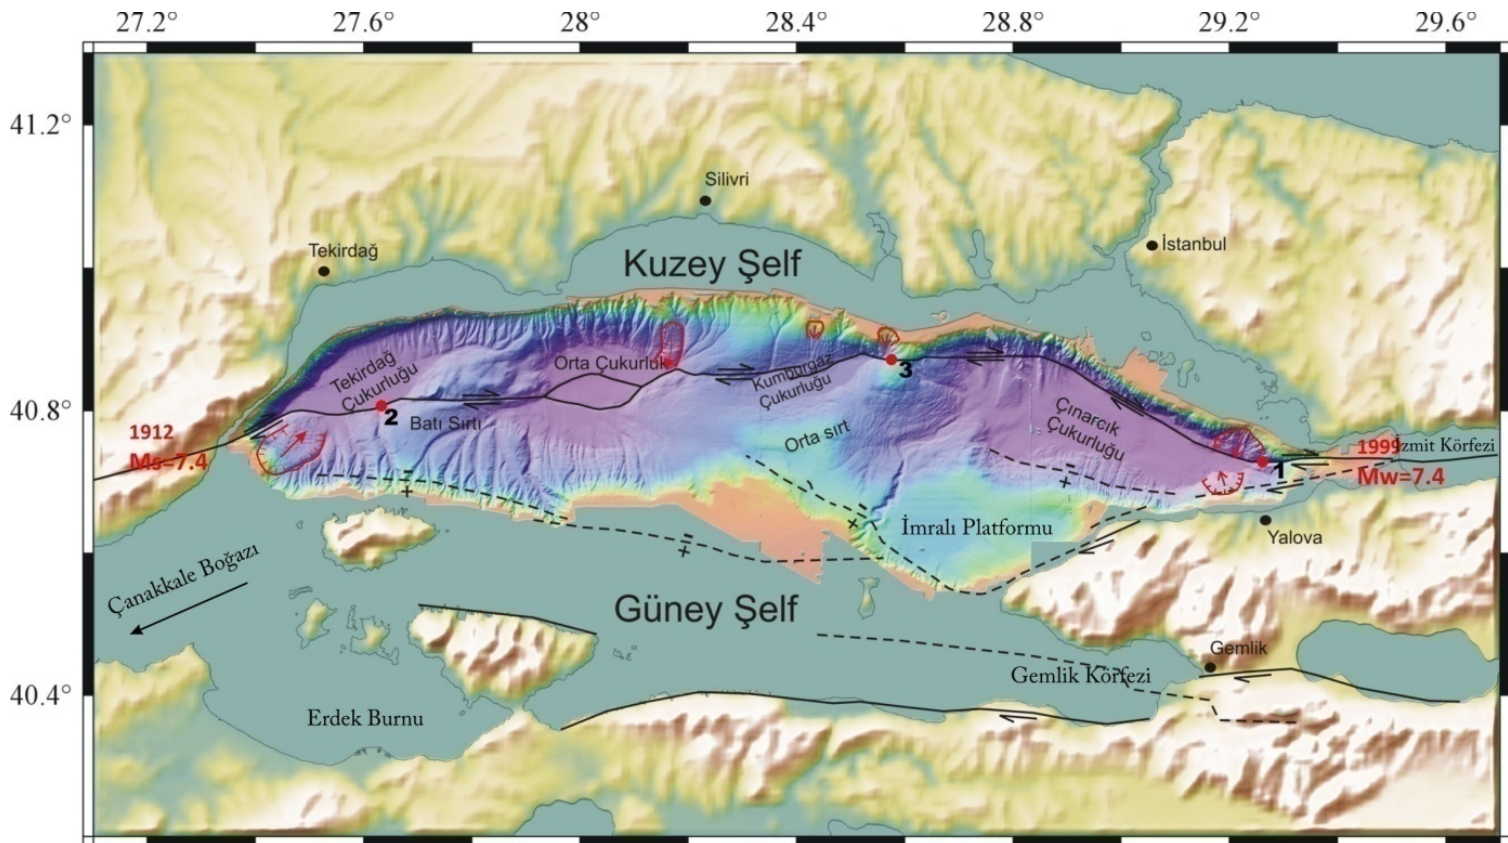 27.2° 27.6° 28° 28.4° 28.8° 29.2° 29.6°
41.2°
Silivri
Tekirdağ
İstanbul
Kuzey Şelf
Tekirdağ
Çukurluğu
Orta Çukurluk
Kumburgaz
Çukurluğu
3
40.8°
2
Batı Sırtı
Orta sırt
Çınarcık
Çukurluğu
1912
Ms=7.4
1
1999
İzmit Körfezi
Mw=7.4
- + - + - +
İmralı Platformu
Yalova
Çanakkale Boğazı
Güney Şelf
Gemlik
Gemlik Körfezi
40.4°
Erdek Burnu